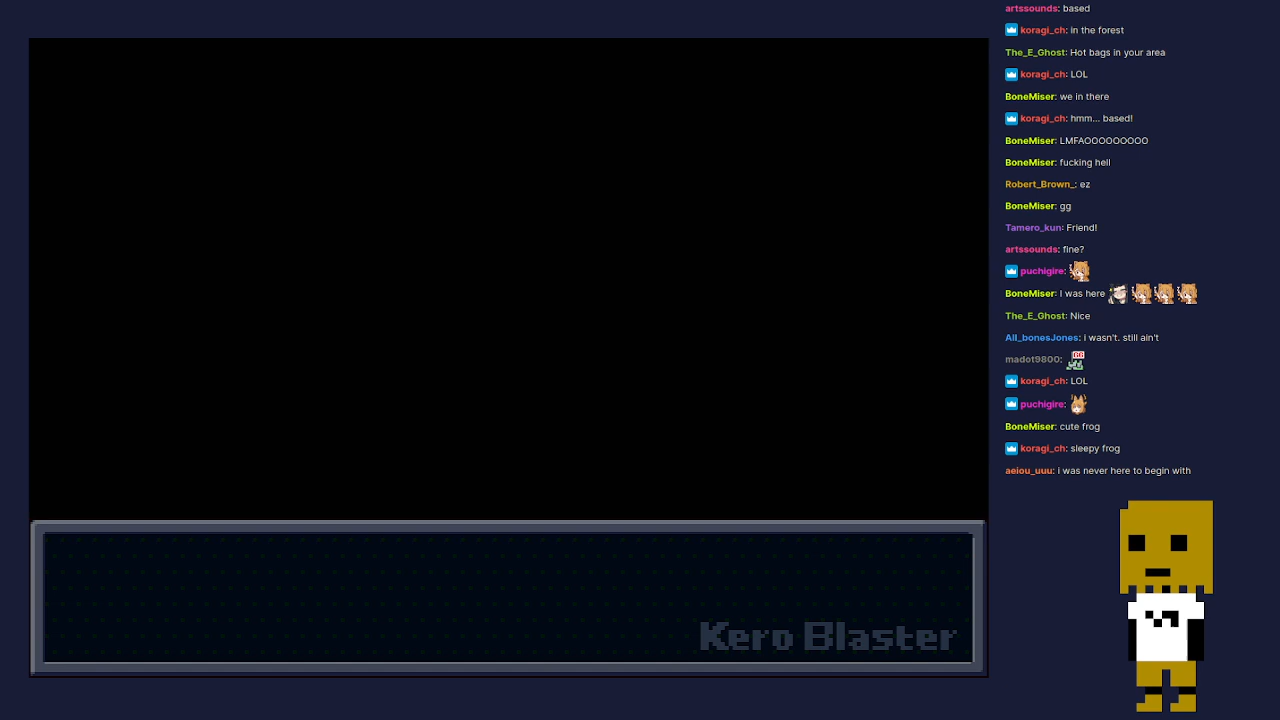 artssounds: based
koragi_ch: in the forest
The_E_Ghost: Hot bags in your area
koragi_ch: LOL
BoneMiser: we in there
koragi_ch: hmm... based!
BoneMiser: LMFAOOOOOOOOO
BoneMiser: fucking hell
Robert_Brown_: ez
BoneMiser: gg
Tamero_kun: Friend!
artssounds: fine?
puchigire:
BoneMiser: I was here
The_E_Ghost: Nice
All_bonesJones: i wasn't. still ain't
madot9800: GG
koragi_ch: LOL
puchigire:
BoneMiser: cute frog
koragi_ch: sleepy frog
aeiou_uuu: i was never here to begin with
Kero Blaster